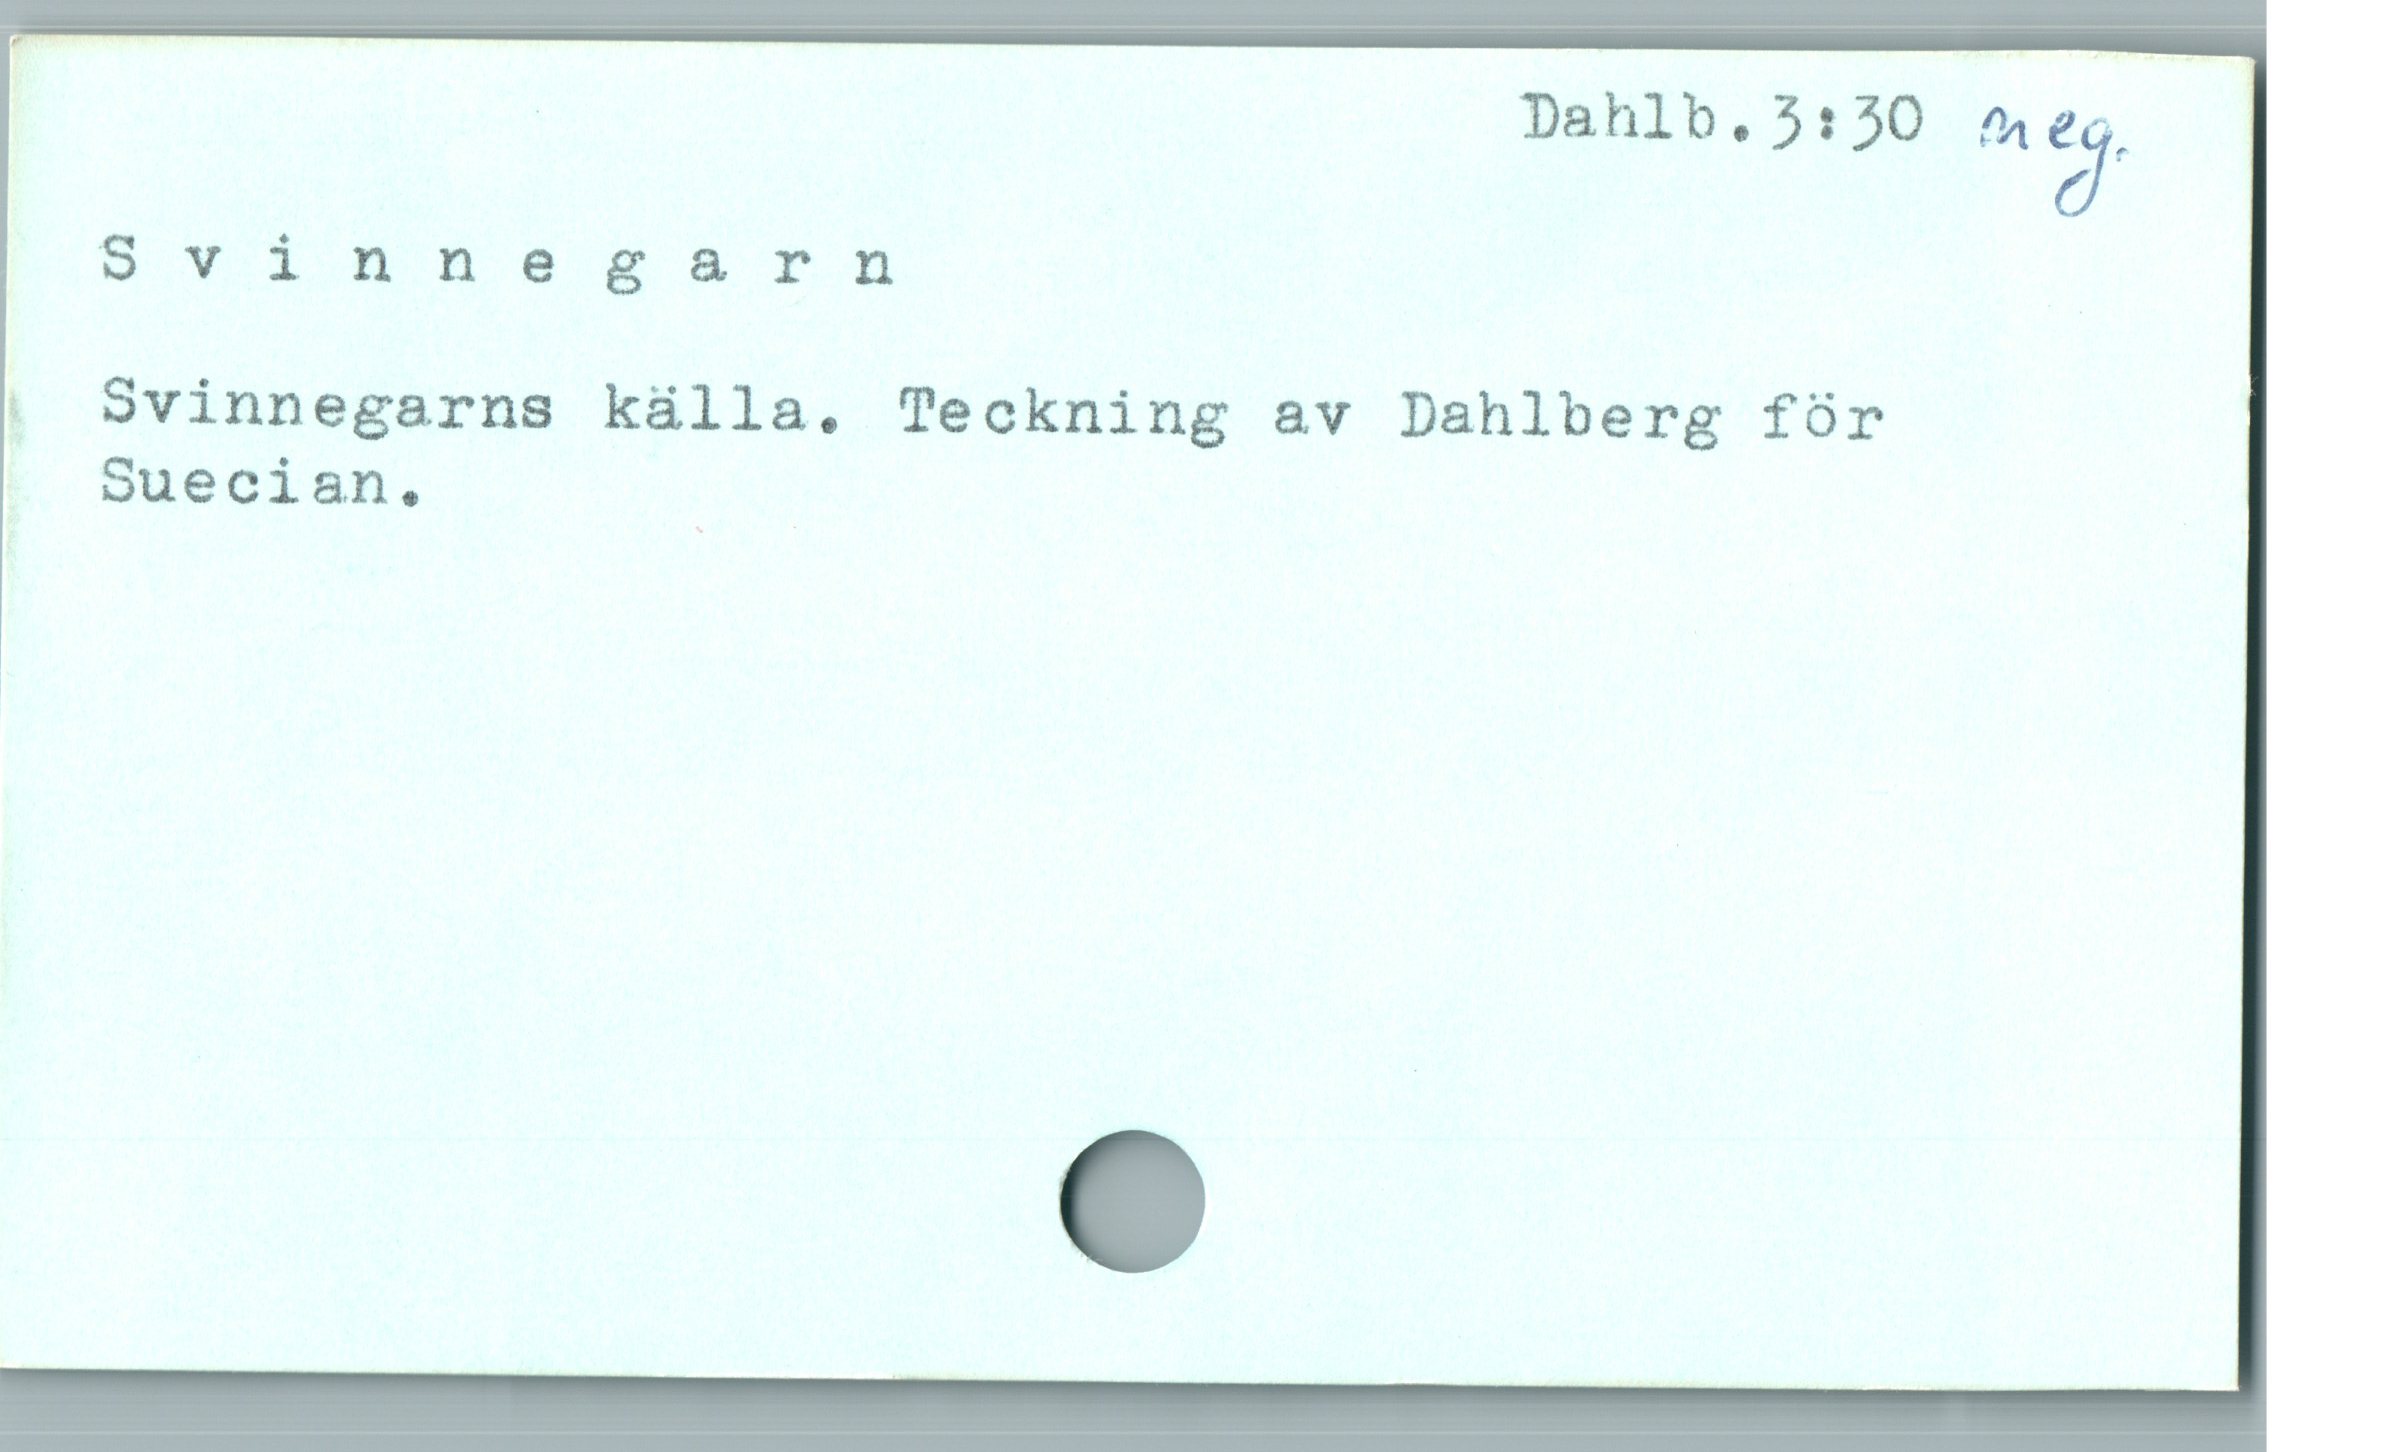 Dahlb.3:30 neg.
S v i n n e g a r n
Svinnegarns källa. Teckning av Dahlberg för
Suecian.